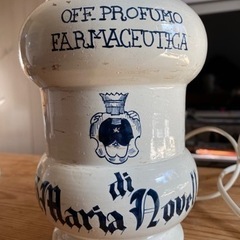 OFF. PROFUMO
FARMACEUTICA
di
Maria Novell